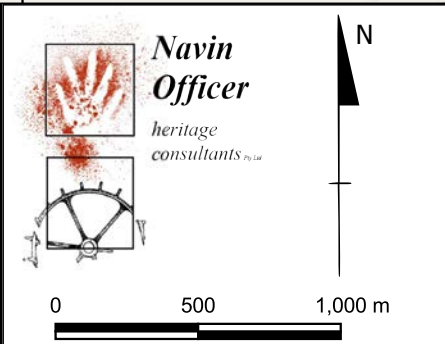 Navin
Officer
heritage
consultants Pty Ltd
N
0 500 1,000 m